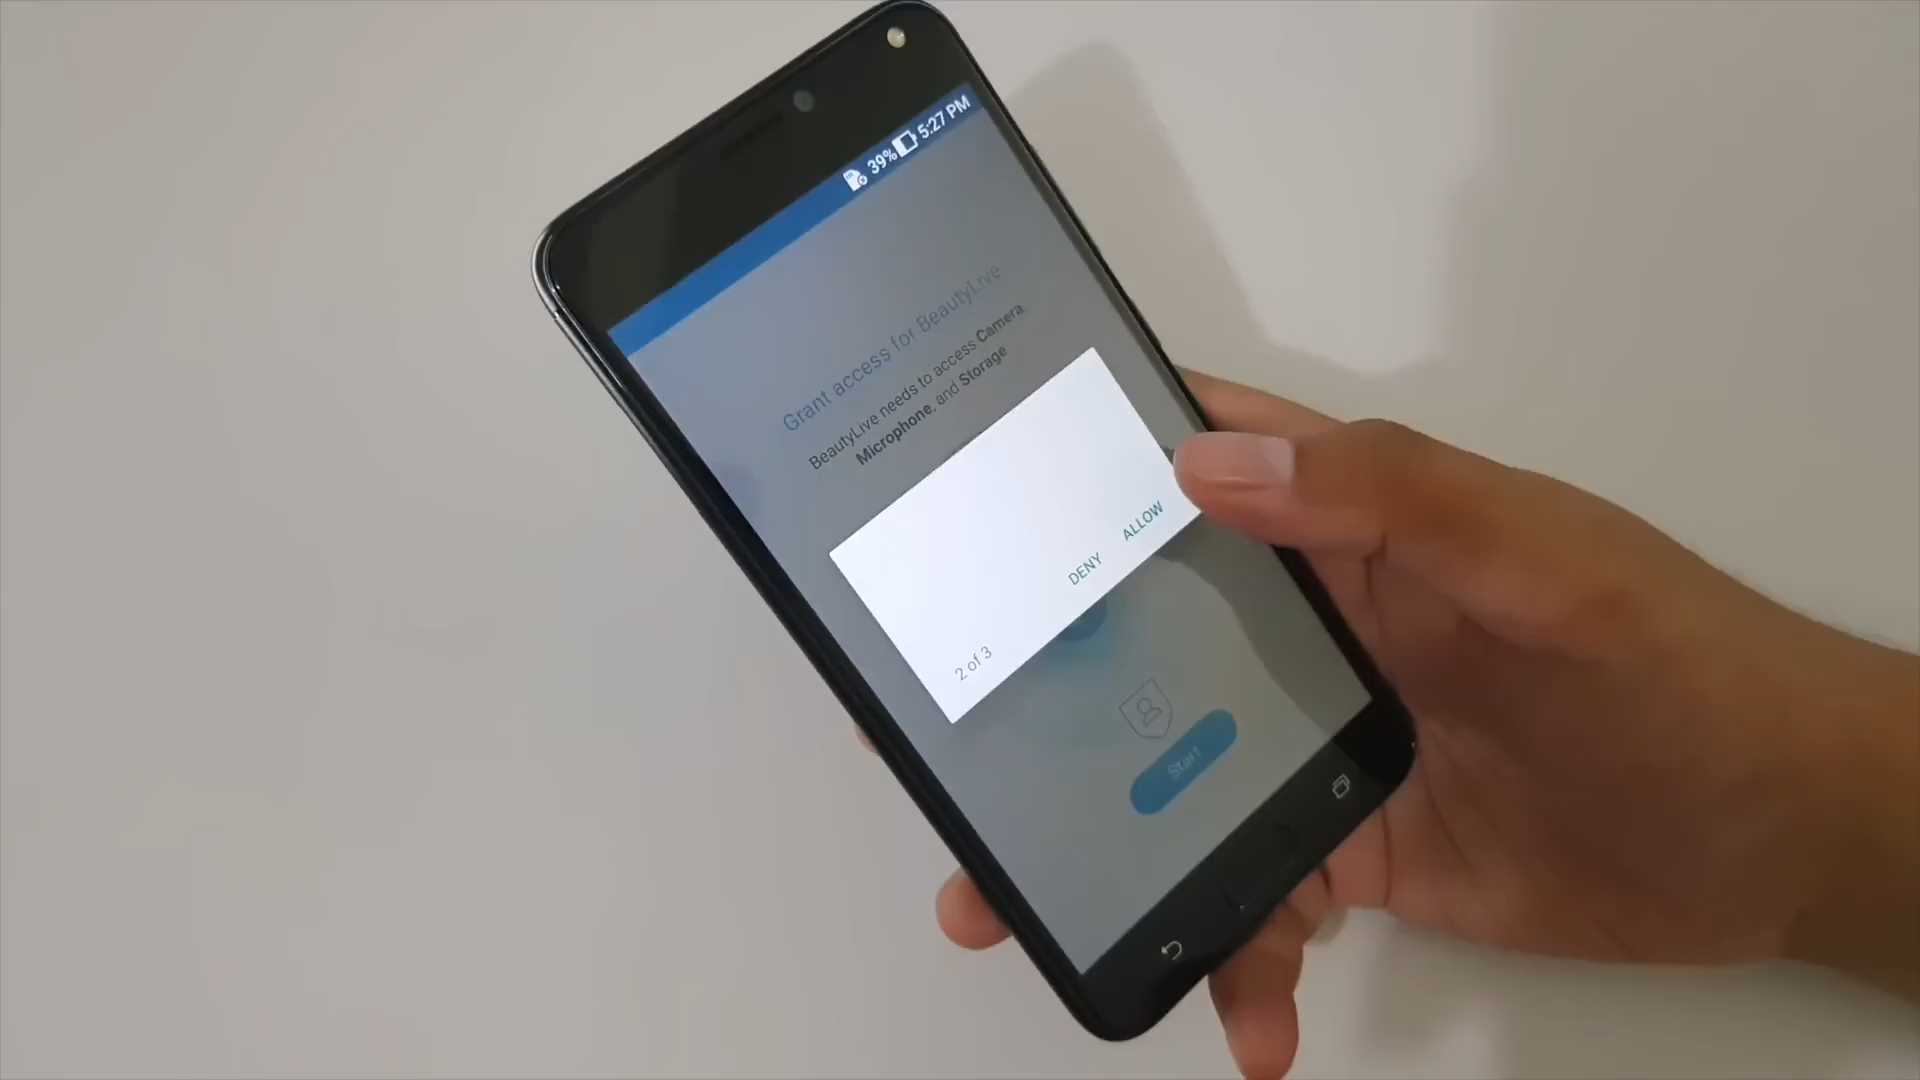 39% 5:27 PM
Grant access for BeautyLive
BeautyLive needs to access Camera,
Microphone, and Storage
DENY ALLOW
2 of 3
Start